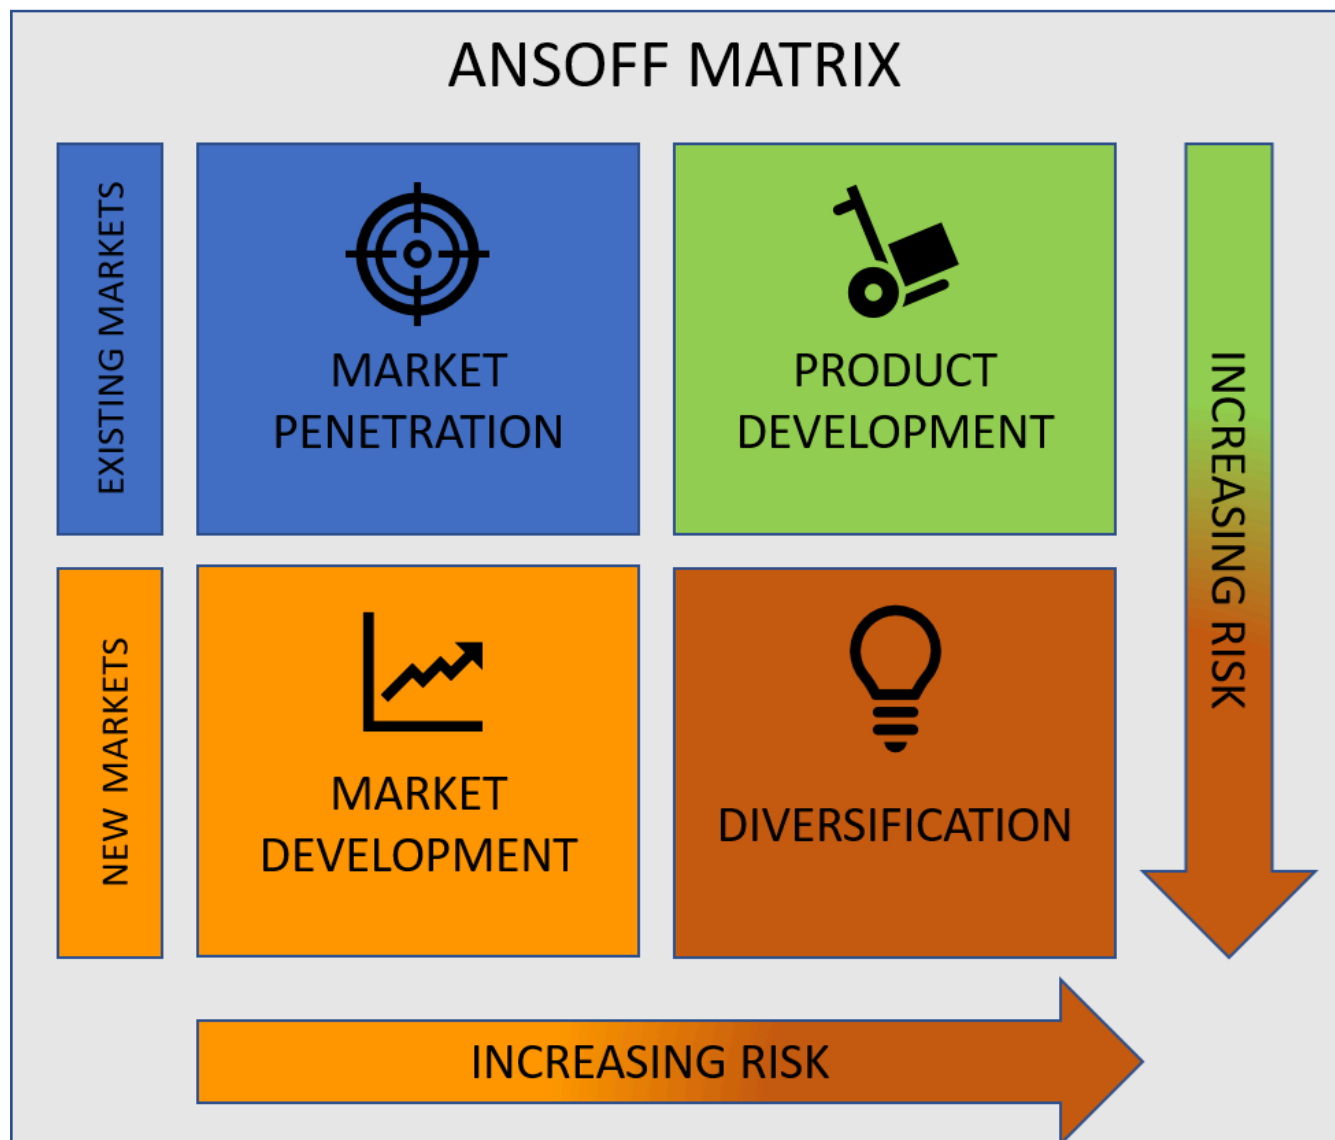 ANSOFF MATRIX
EXISTING MARKETS
MARKET
PENETRATION
PRODUCT
DEVELOPMENT
INCREASING RISK
NEW MARKETS
MARKET
DEVELOPMENT
DIVERSIFICATION
INCREASING RISK